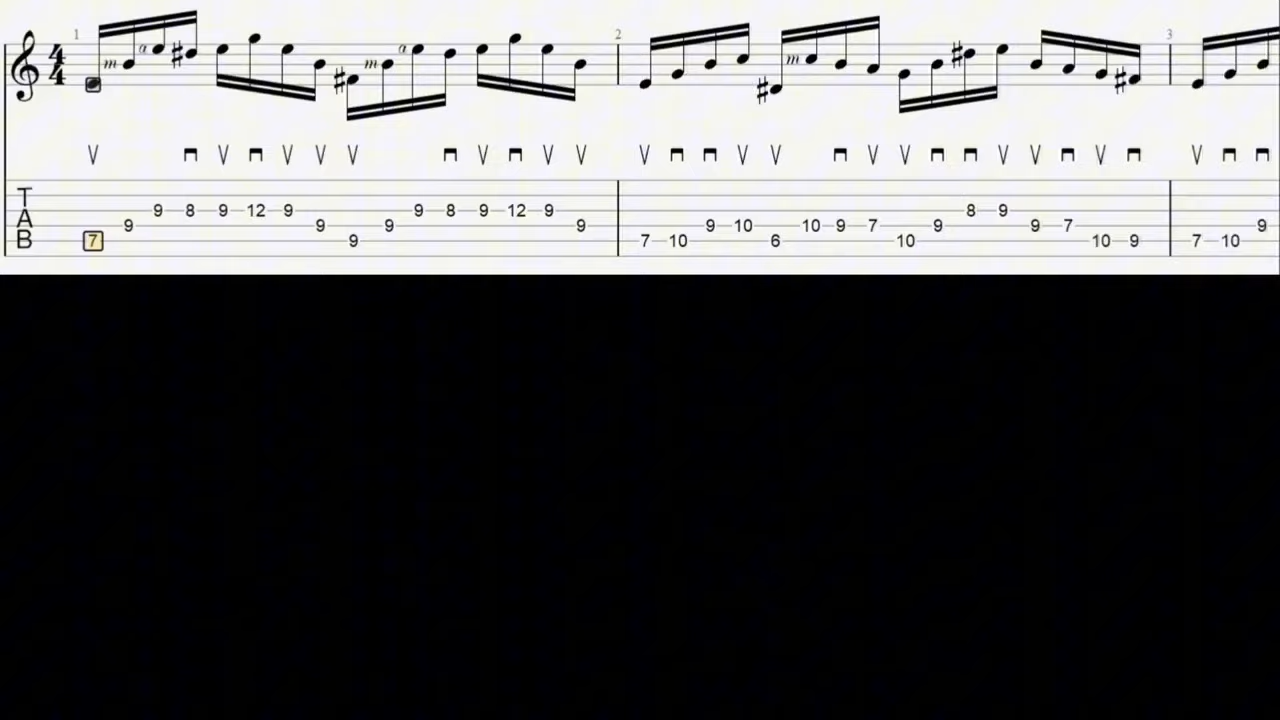 1 2 3
4
4
m a m a m
T
A
B
9 8 9 12 9 9 8 9 12 9 8 9
9 9 9 9 9 10 10 9 7 9 9 7 9
7 9 7 10 6 10 10 9 7 10